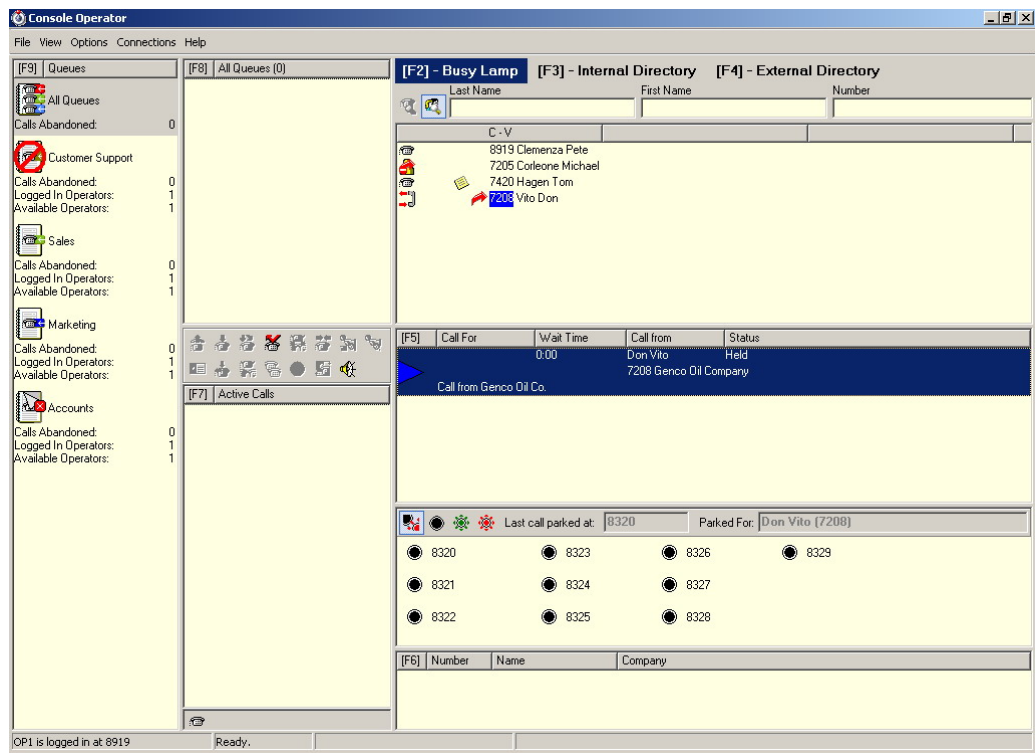 Console Operator
File View Options Connections Help
[F9] Queues
All Queues
Calls Abandoned: 0
Customer Support
Calls Abandoned: 0
Logged In Operators: 1
Available Operators: 1
Sales
Calls Abandoned: 0
Logged In Operators: 1
Available Operators: 1
Marketing
Calls Abandoned: 0
Logged In Operators: 1
Available Operators: 1
Accounts
Calls Abandoned: 0
Logged In Operators: 1
Available Operators: 1
[F8] All Queues (0)
[F7] Active Calls
[F2] - Busy Lamp [F3] - Internal Directory [F4] - External Directory
Last Name First Name Number
C - V
8919 Clemenza Pete
7205 Corleone Michael
7420 Hagen Tom
7208 Vito Don
[F5] Call For Wait Time Call from Status
0:00 Don Vito Held
7208 Genco Oil Company
Call from Genco Oil Co.
Last call parked at: 8320 Parked For: Don Vito (7208)
8320 8323 8326 8329
8321 8324 8327
8322 8325 8328
[F6] Number Name Company
OP1 is logged in at 8919 Ready.